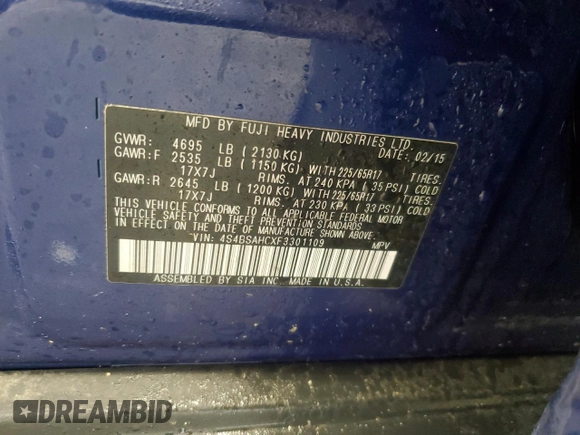 MFD BY FUJI HEAVY INDUSTRIES LTD.
GVWR: 4695 LB (2130 KG) DATE: 02/15
GAWR:F 2535 LB (1150 KG) WITH 225/65R17 TIRES,
17X7J RIMS, AT 240 KPA (35 PSI) COLD
GAWR:R 2645 LB (1200 KG) WITH 225/65R17 TIRES,
17X7J RIMS, AT 230 KPA (33 PSI) COLD
THIS VEHICLE CONFORMS TO ALL APPLICABLE FEDERAL MOTOR
VEHICLE SAFETY AND THEFT PREVENTION STANDARDS
IN EFFECT ON THE DATE OF MANUFACTURE SHOWN ABOVE.
VIN: 4S4BSAHCXF3301109 MPV
ASSEMBLED BY SIA INC. MADE IN U.S.A.
DREAMBID